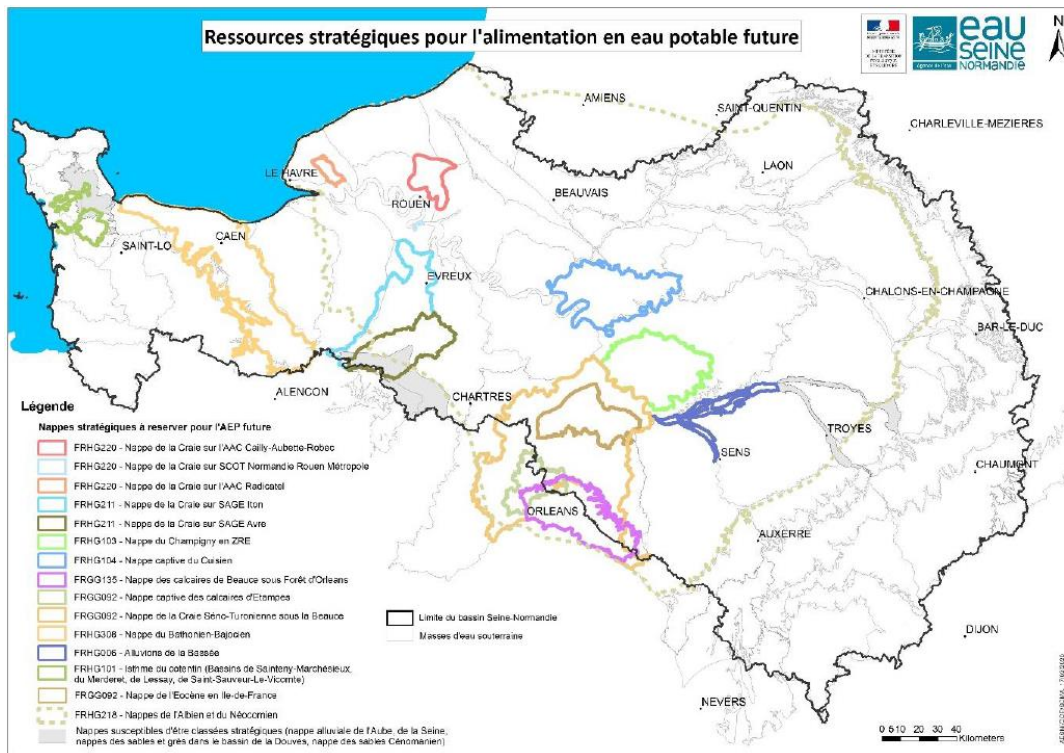 Ressources stratégiques pour l'alimentation en eau potable future
eau
SEINE
NORMANDIE
N
AMIENS
SAINT-QUENTIN
CHARLEVILLE-MEZIERES
LAON
LE HAVRE
BEAUVAIS
ROUEN
SAINT-LO
CAEN
EVREUX
CHALONS-EN-CHAMPAGNE
BAR-LE-DUC
ALENCON
CHARTRES
TROYES
SENS
CHAUMONT
ORLEANS
AUXERRE
DIJON
NEVERS
Légende
Nappes stratégiques à reserver pour l'AEP future
FRHG220 - Nappe de la Craie sur l'AAC Cailly-Aubette-Robec
FRHG220 - Nappe de la Craie sur SCOT Normandie Rouen Métropole
FRHG220 - Nappe de la Craie sur l'AAC Radicatel
FRHG211 - Nappe de la Craie sur SAGE Iton
FRHG211 - Nappe de la Craie sur SAGE Avre
FRHG103 - Nappe du Champigny en ZRE
FRHG104 - Nappe captive du Cuisien
FRGG135 - Nappe des calcaires de Beauce sous Forêt d'Orleans
FRGG092 - Nappe captive des calcaires d'Etampes
FRGG092 - Nappe de la Craie Séno-Turonienne sous la Beauce
FRHG308 - Nappe du Bathonien-Bajocien
FRHG006 - Alluvions de la Bassée
FRHG101 - Isthme du cotentin (Bassins de Sainteny-Marchésieux,
du Merderet, de Lessay, de Saint-Sauveur-Le-Vicomte)
FRGG092 - Nappe de l'Eocène en Ile-de-France
FRHG218 - Nappes de l'Albien et du Néocomien
Nappes susceptibles d'être classées stratégiques (nappe alluviale de l'Aube, de la Seine,
nappes des sables et grès dans le bassin de la Douves, nappe des sables Cénomanien)
Limite du bassin Seine-Normandie
Masses d'eau souterraine
0 5 10 20 30 40
Kilometers